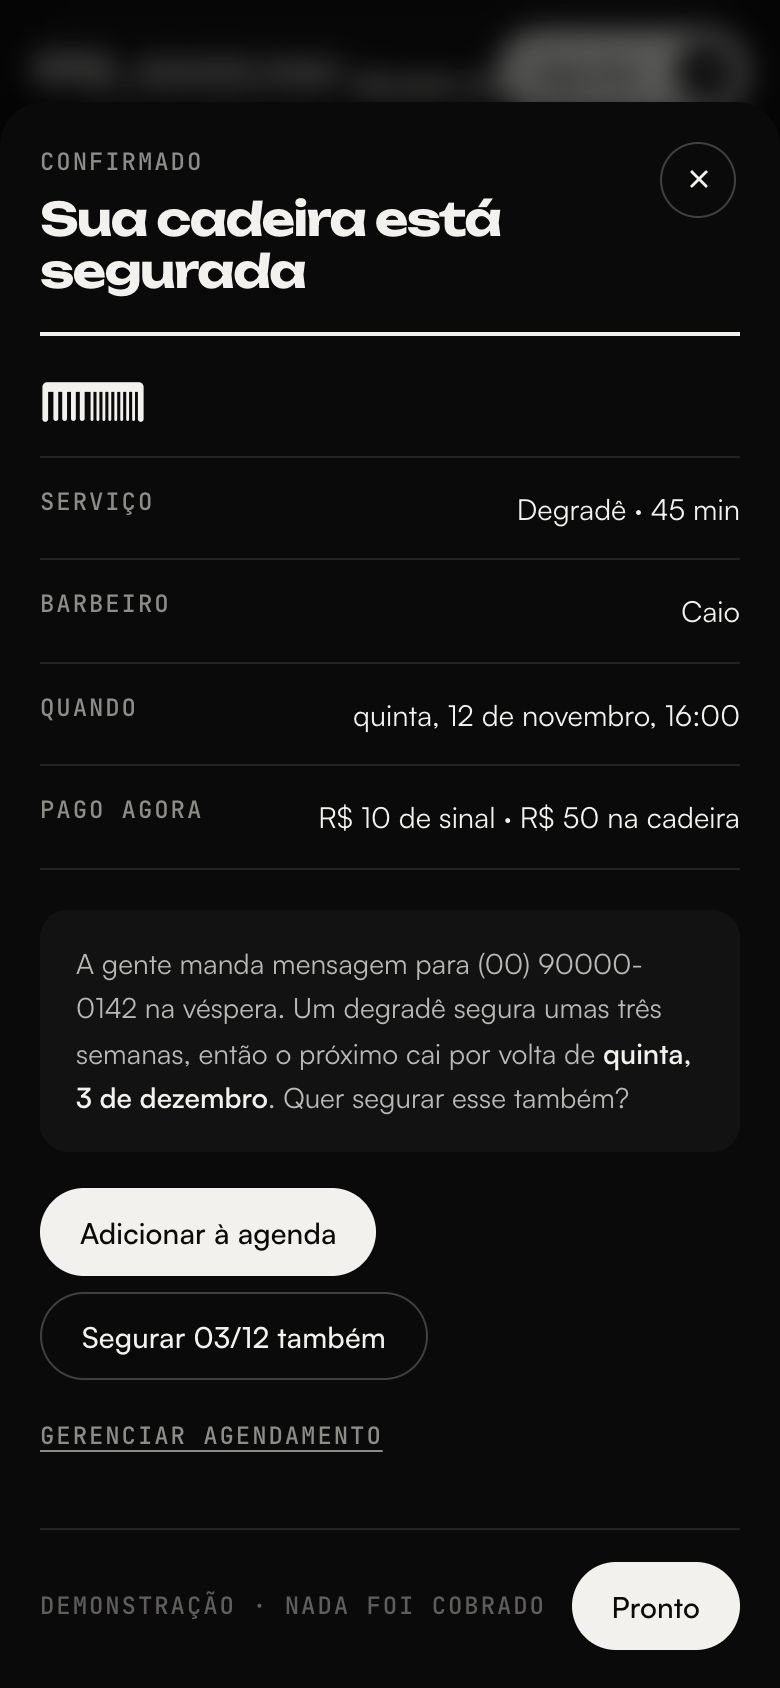 CONFIRMADO
Sua cadeira está
segurada
SERVIÇO
Degradê · 45 min
BARBEIRO
Caio
QUANDO
quinta, 12 de novembro, 16:00
PAGO AGORA
R$ 10 de sinal · R$ 50 na cadeira
A gente manda mensagem para (00) 90000-
0142 na véspera. Um degradê segura umas três
semanas, então o próximo cai por volta de quinta,
3 de dezembro. Quer segurar esse também?
Adicionar à agenda
Segurar 03/12 também
GERENCIAR AGENDAMENTO
DEMONSTRAÇÃO · NADA FOI COBRADO
Pronto